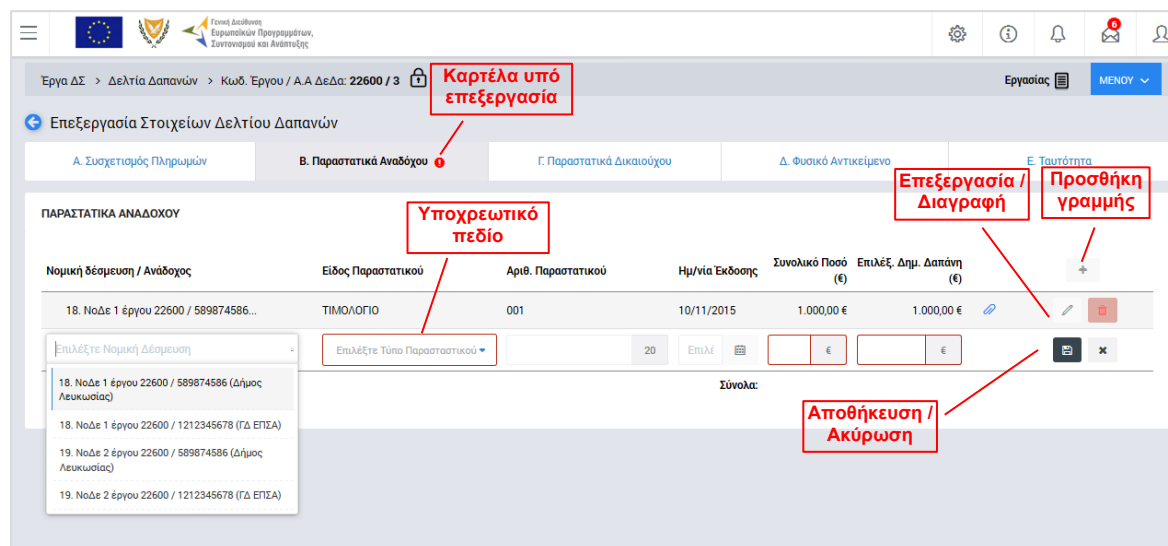 Γενική Διεύθυνση
Ευρωπαϊκών Προγραμμάτων,
Συντονισμού και Ανάπτυξης
6
Έργα ΔΣ > Δελτία Δαπανών > Κωδ. Έργου / Α.Α ΔεΔα: 22600 / 3
Καρτέλα υπό
επεξεργασία
Εργασίας
ΜΕΝΟΥ
Επεξεργασία Στοιχείων Δελτίου Δαπανών
Α. Συσχετισμός Πληρωμών
Β. Παραστατικά Αναδόχου
Γ. Παραστατικά Δικαιούχου
Δ. Φυσικό Αντικείμενο
Ε. Ταυτότητα
Επεξεργασία /
Διαγραφή
Προσθήκη
γραμμής
ΠΑΡΑΣΤΑΤΙΚΑ ΑΝΑΔΟΧΟΥ
Υποχρεωτικό
πεδίο
Νομική δέσμευση / Ανάδοχος
Είδος Παραστατικού
Αριθ. Παραστατικού
Ημ/νία Έκδοσης
Συνολικό Ποσό
(€)
Επιλέξ. Δημ. Δαπάνη
(€)
+
18. ΝοΔε 1 έργου 22600 / 589874586...
ΤΙΜΟΛΟΓΙΟ
001
10/11/2015
1.000,00 €
1.000,00 €
Επιλέξτε Νομική Δέσμευση
Επιλέξτε Τύπο Παρασταστικού
20
Επιλέ
€
€
Σύνολα:
18. ΝοΔε 1 έργου 22600 / 589874586 (Δήμος
Λευκωσίας)
18. ΝοΔε 1 έργου 22600 / 1212345678 (ΓΔ ΕΠΣΑ)
19. ΝοΔε 2 έργου 22600 / 589874586 (Δήμος
Λευκωσίας)
19. ΝοΔε 2 έργου 22600 / 1212345678 (ΓΔ ΕΠΣΑ)
Αποθήκευση /
Ακύρωση